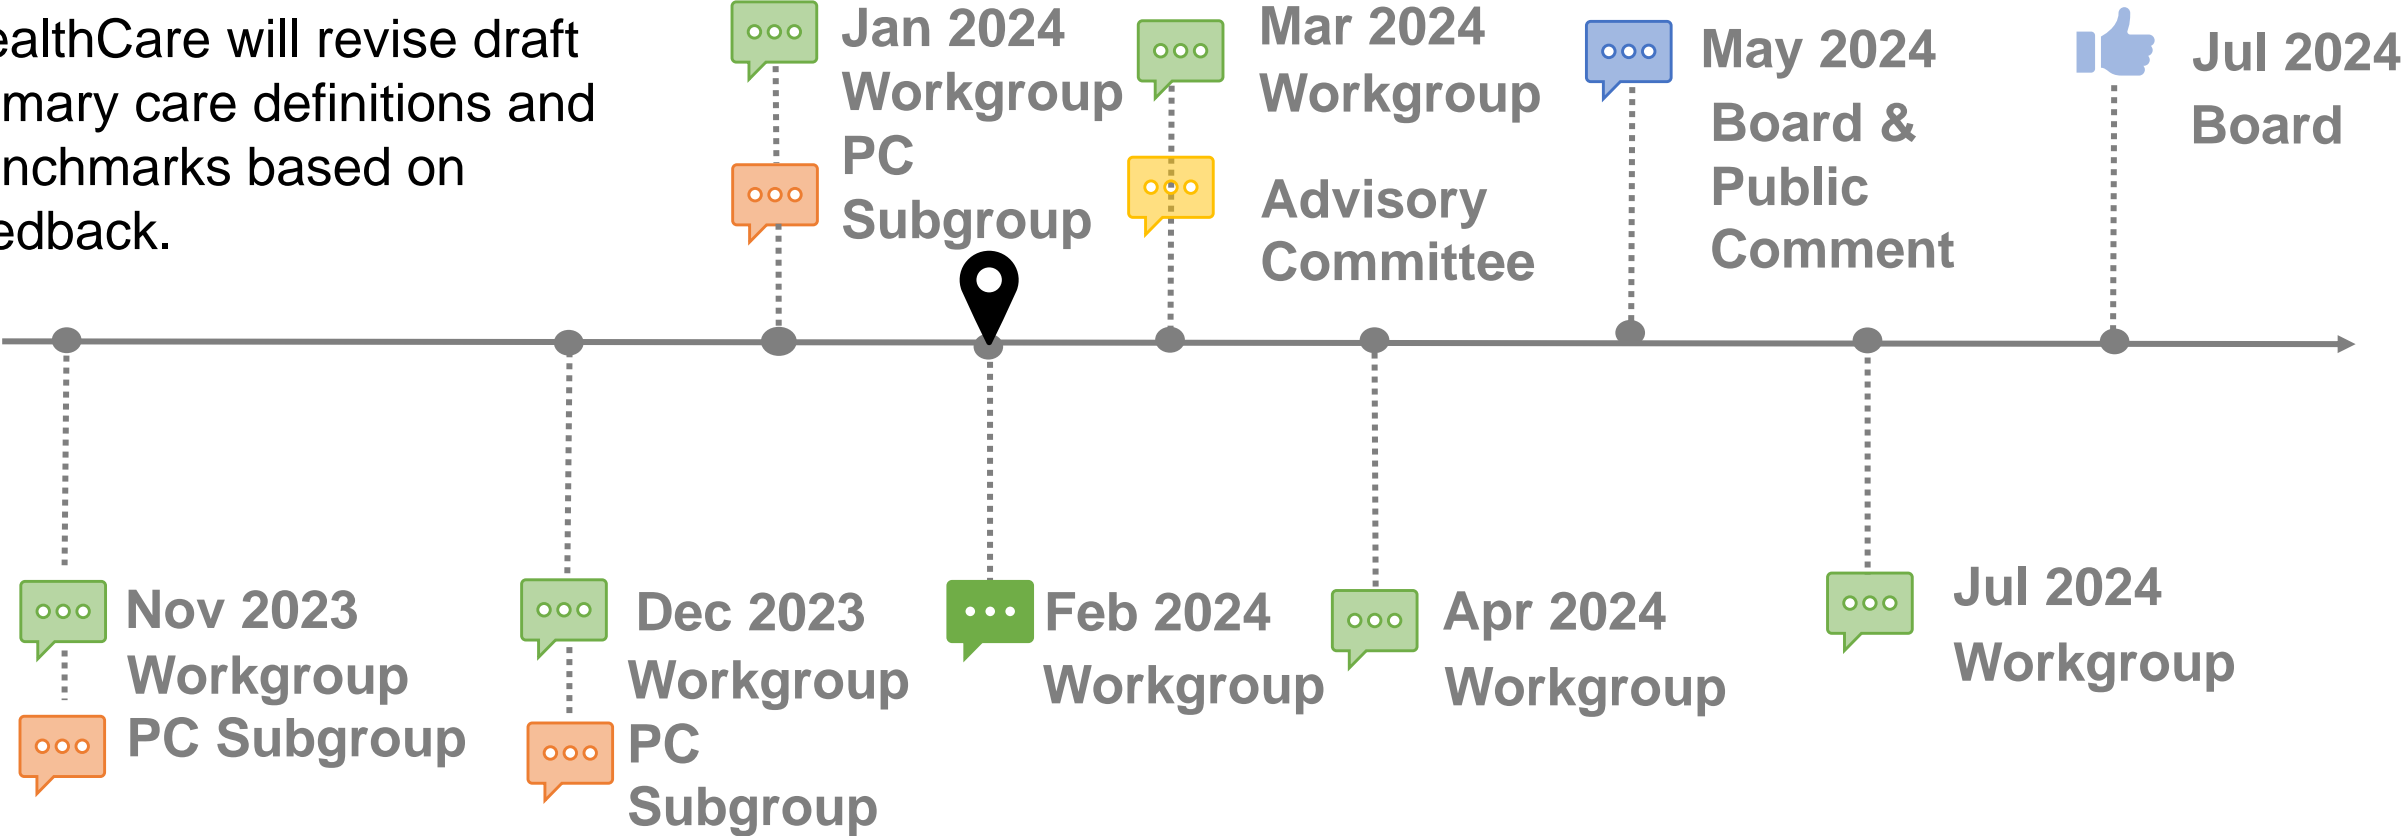 ealthCare will revise draft
mary care definitions and
nchmarks based on
edback.
Jan 2024
Workgroup
PC
Subgroup
Mar 2024
Workgroup
Advisory
Committee
May 2024
Board &
Public
Comment
Jul 2024
Board
Nov 2023
Workgroup
PC Subgroup
Dec 2023
Workgroup
PC
Subgroup
Feb 2024
Workgroup
Apr 2024
Workgroup
Jul 2024
Workgroup